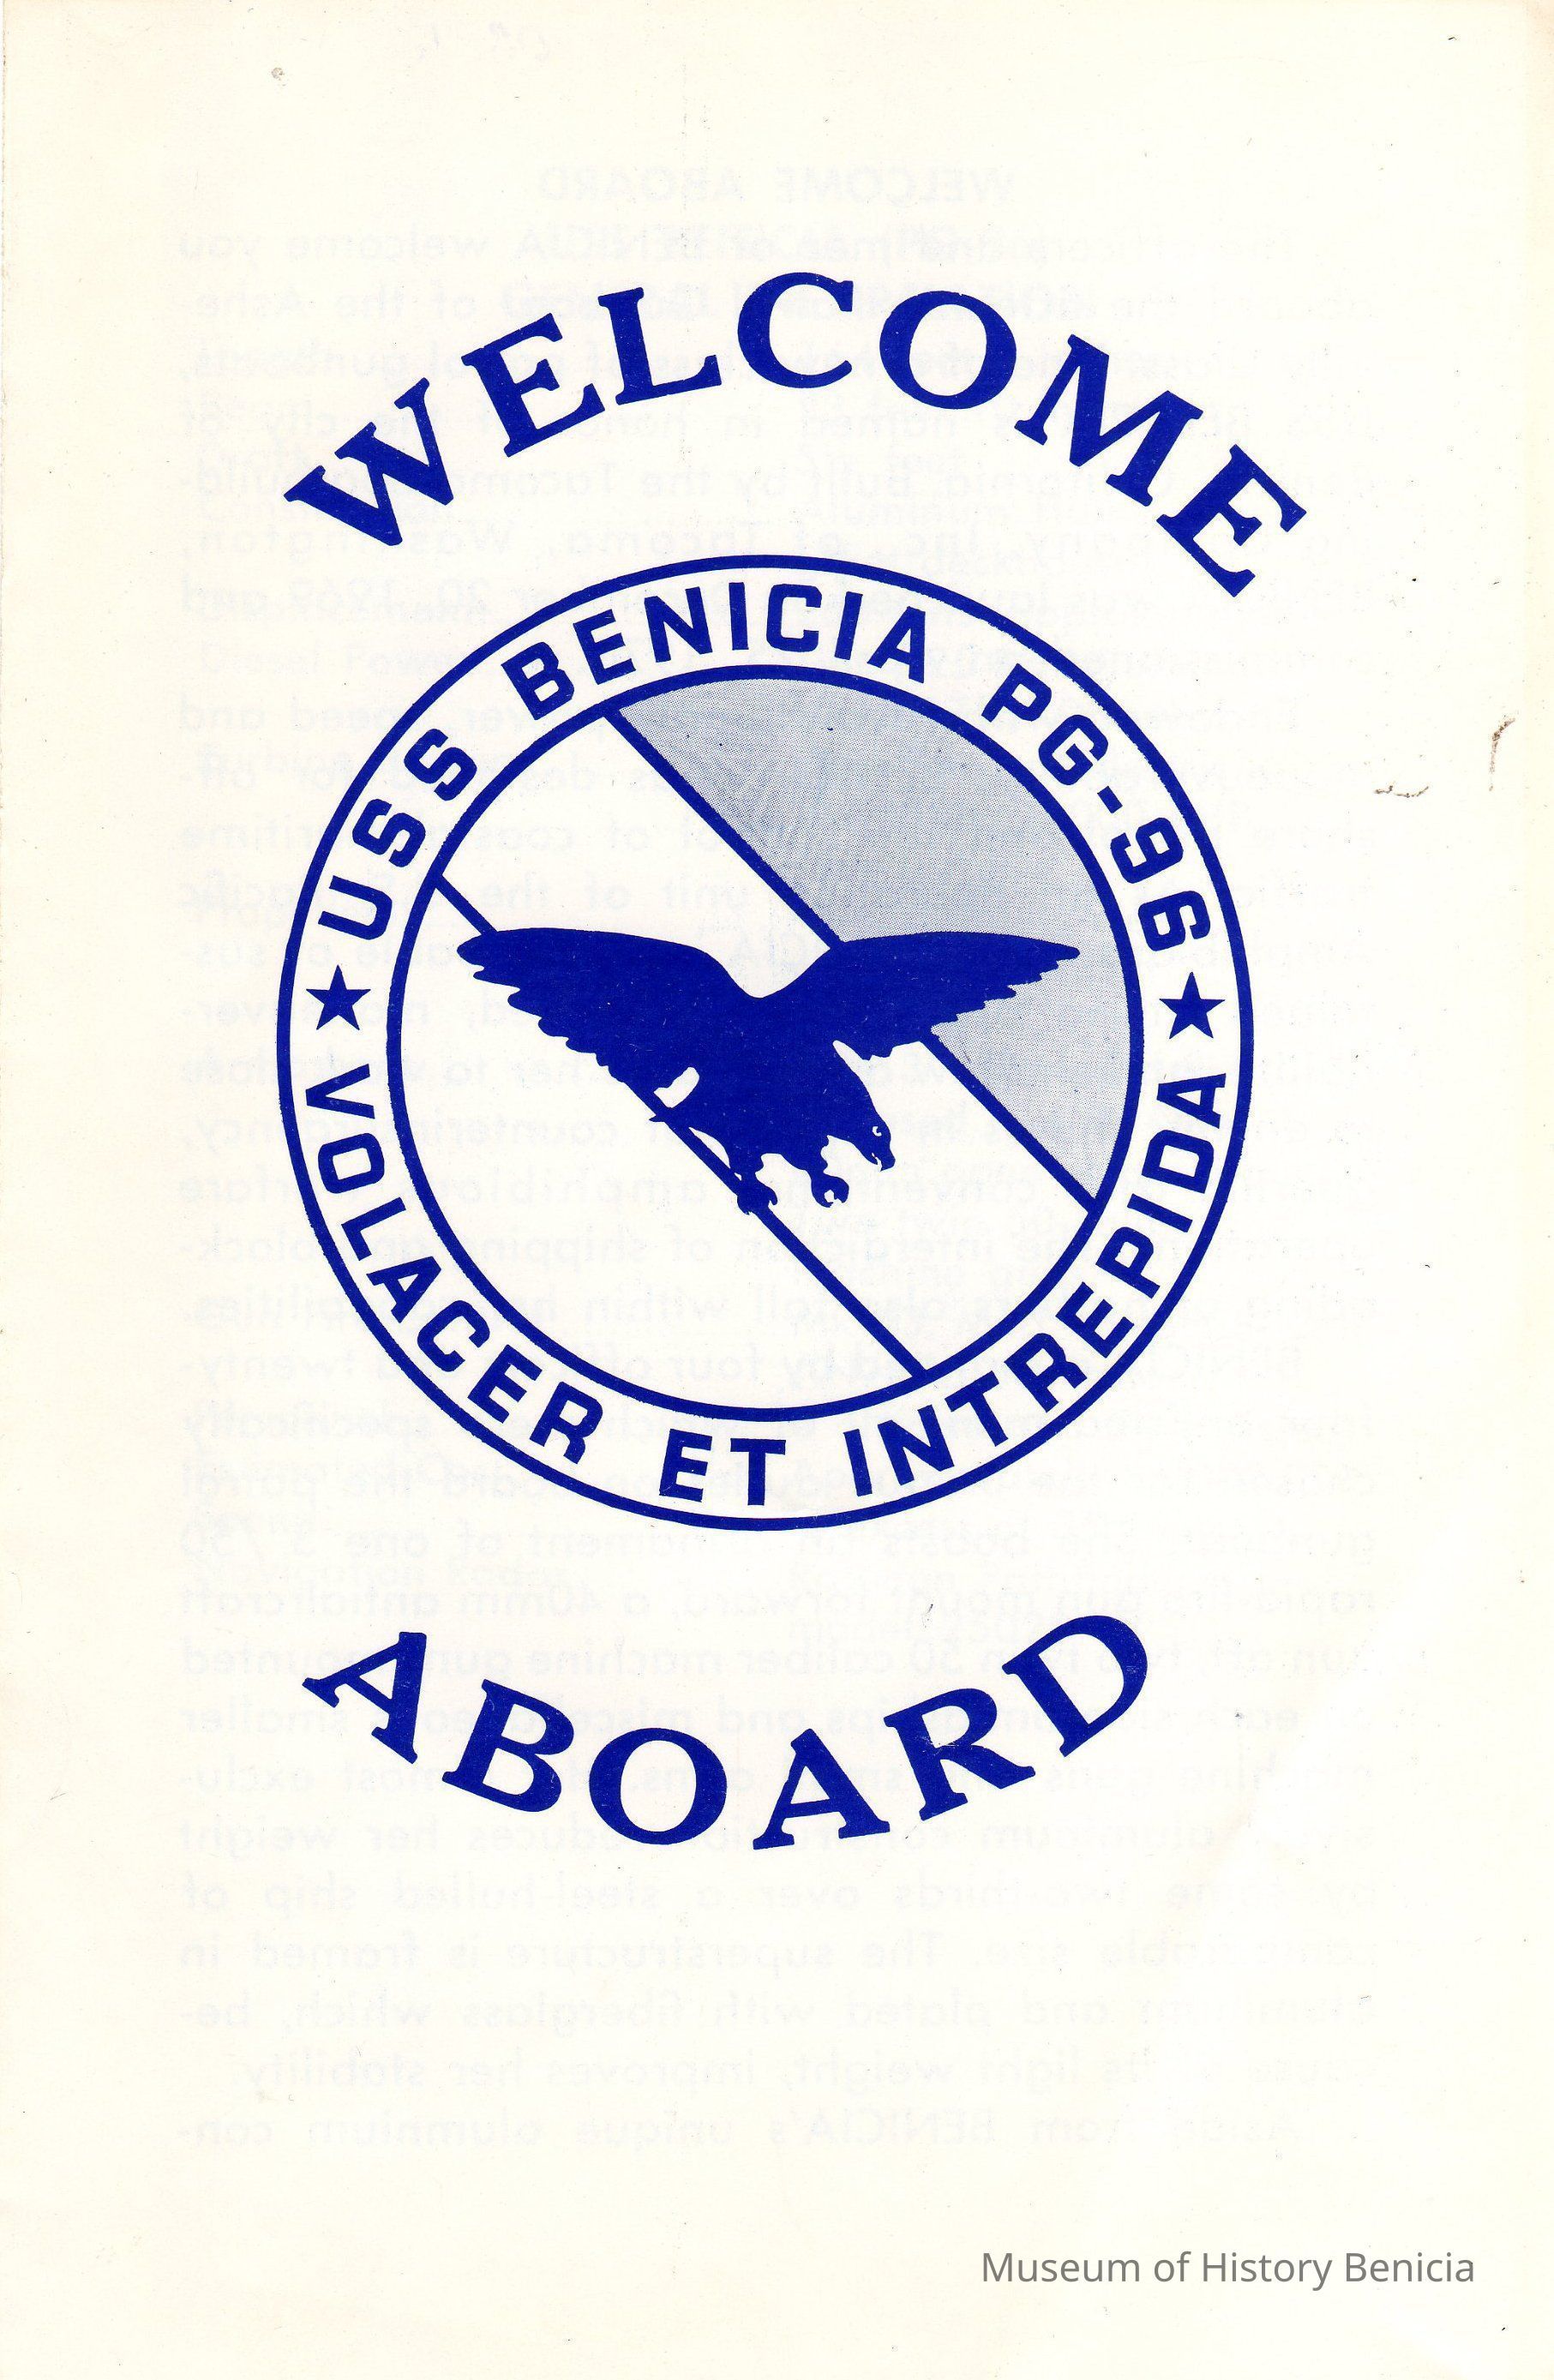 WELCOME
USS BENICIA PG-96
VOLACER ET INTREPIDA
ABOARD
Museum of History Benicia